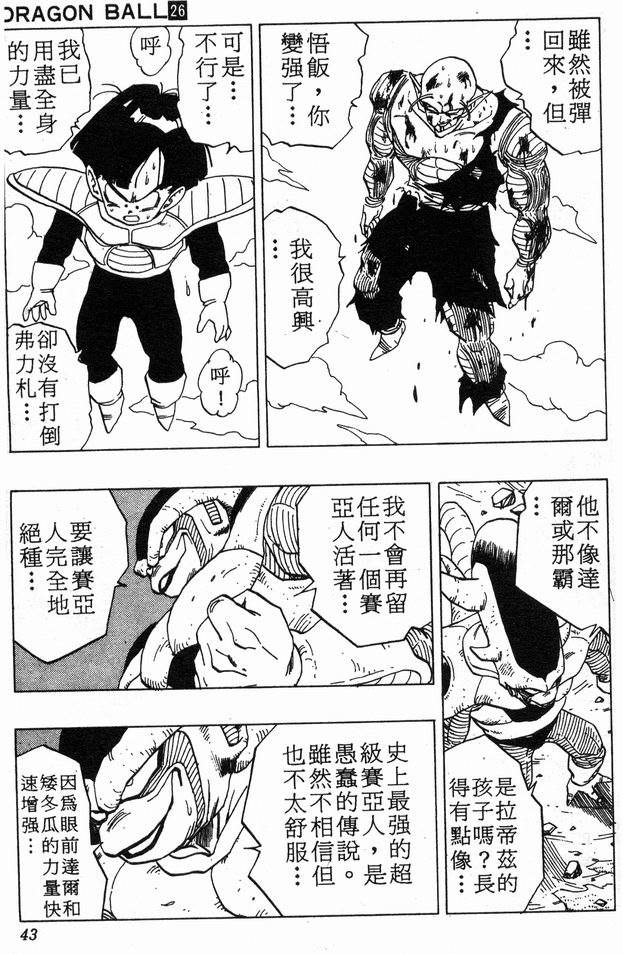 DRAGON BALL 26
雖然被彈
回來，但
…
悟飯，你
變强了…
我很高興
可是…
不行了…
呼
我已
用盡全身
的力量…
呼！
卻沒有打倒
弗力札…
他不像達
爾或那霸
…
是拉蒂茲的
孩子嗎？長
得有點像…
我不會再留
任何一個賽
亞人活著…
要讓賽亞
人完全地
絕種…
史上最强的超
級賽亞人，是
愚蠢的傳說。
雖然不相信但
也不太舒服…
因爲眼前達爾和
矮冬瓜的力量快
速增强…
43